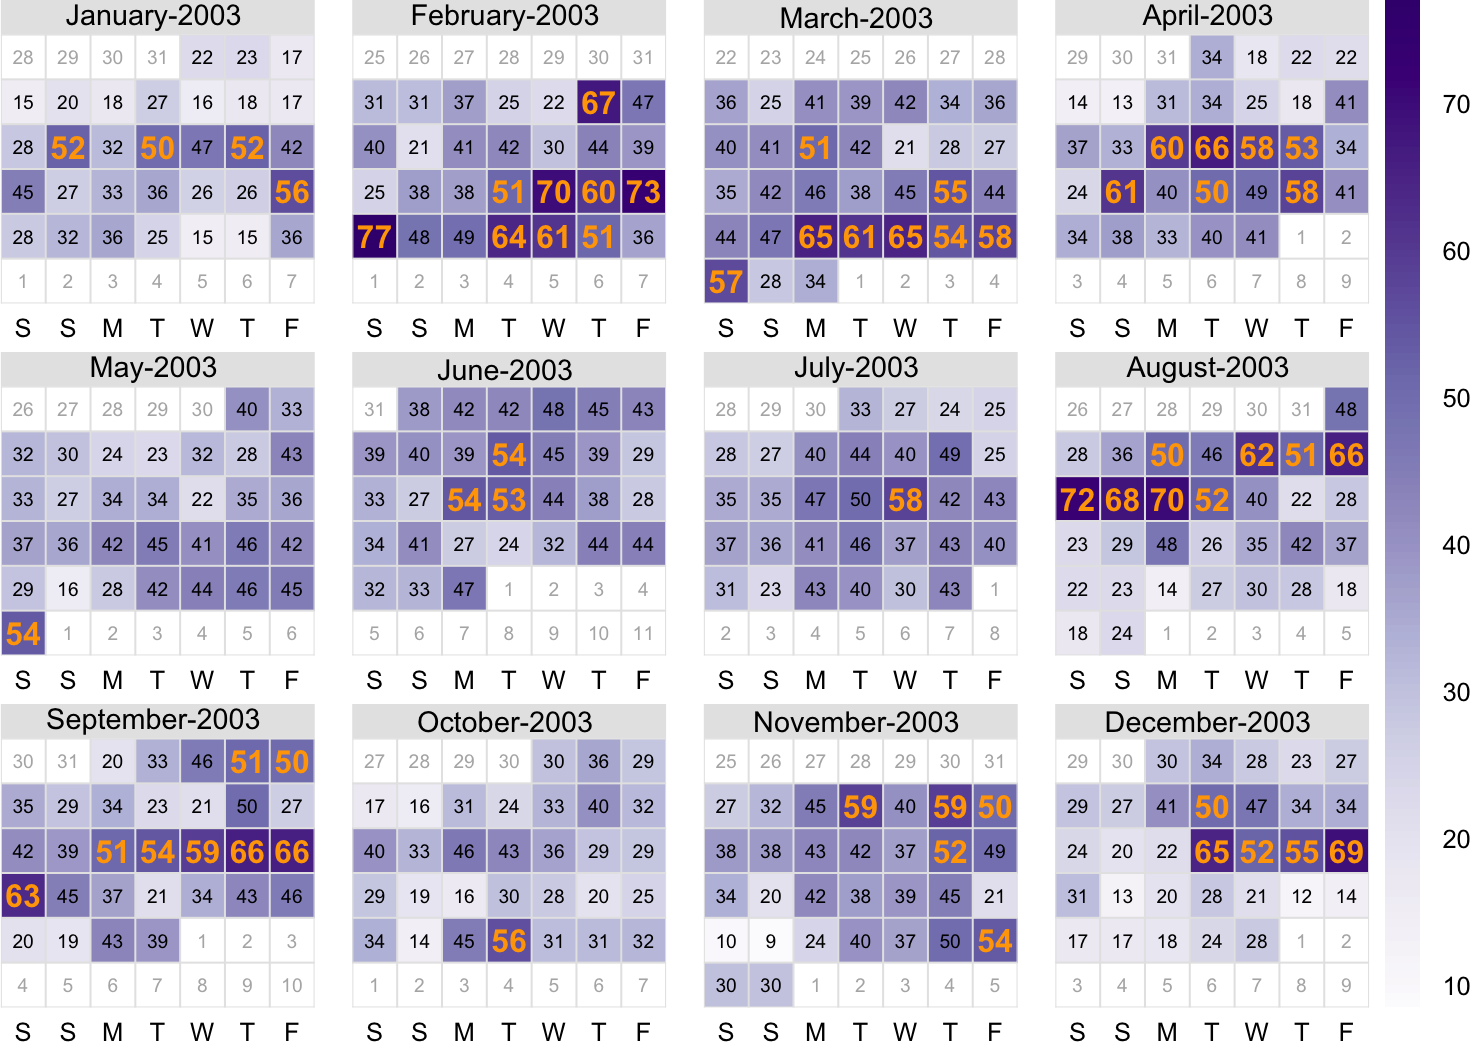 January-2003 February-2003 March-2003 April-2003
28 29 30 31 22 23 17 25 26 27 28 29 30 31 22 23 24 25 26 27 28 29 30 31 34 18 22 22
15 20 18 27 16 18 17 31 31 37 25 22 67 47 36 25 41 39 42 34 36 14 13 31 34 25 18 41 70
28 52 32 50 47 52 42 40 21 41 42 30 44 39 40 41 51 42 21 28 27 37 33 60 66 58 53 34
45 27 33 36 26 26 56 25 38 38 51 70 60 73 35 42 46 38 45 55 44 24 61 40 50 49 58 41
28 32 36 25 15 15 36 77 48 49 64 61 51 36 44 47 65 61 65 54 58 34 38 33 40 41 1 2 60
1 2 3 4 5 6 7 1 2 3 4 5 6 7 57 28 34 1 2 3 4 3 4 5 6 7 8 9
S S M T W T F S S M T W T F S S M T W T F S S M T W T F
May-2003 June-2003 July-2003 August-2003
26 27 28 29 30 40 33 31 38 42 42 48 45 43 28 29 30 33 27 24 25 26 27 28 29 30 31 48 50
32 30 24 23 32 28 43 39 40 39 54 45 39 29 28 27 40 44 40 49 25 28 36 50 46 62 51 66
33 27 34 34 22 35 36 33 27 54 53 44 38 28 35 35 47 50 58 42 43 72 68 70 52 40 22 28
37 36 42 45 41 46 42 34 41 27 24 32 44 44 37 36 41 46 37 43 40 23 29 48 26 35 42 37 40
29 16 28 42 44 46 45 32 33 47 1 2 3 4 31 23 43 40 30 43 1 22 23 14 27 30 28 18
54 1 2 3 4 5 6 5 6 7 8 9 10 11 2 3 4 5 6 7 8 18 24 1 2 3 4 5
S S M T W T F S S M T W T F S S M T W T F S S M T W T F 30
September-2003 October-2003 November-2003 December-2003
30 31 20 33 46 51 50 27 28 29 30 30 36 29 25 26 27 28 29 30 31 29 30 30 34 28 23 27
35 29 34 23 21 50 27 17 16 31 24 33 40 32 27 32 45 59 40 59 50 29 27 41 50 47 34 34
42 39 51 54 59 66 66 40 33 46 43 36 29 29 38 38 43 42 37 52 49 24 20 22 65 52 55 69 20
63 45 37 21 34 43 46 29 19 16 30 28 20 25 34 20 42 38 39 45 21 31 13 20 28 21 12 14
20 19 43 39 1 2 3 34 14 45 56 31 31 32 10 9 24 40 37 50 54 17 17 18 24 28 1 2
4 5 6 7 8 9 10 1 2 3 4 5 6 7 30 30 1 2 3 4 5 3 4 5 6 7 8 9 10
S S M T W T F S S M T W T F S S M T W T F S S M T W T F